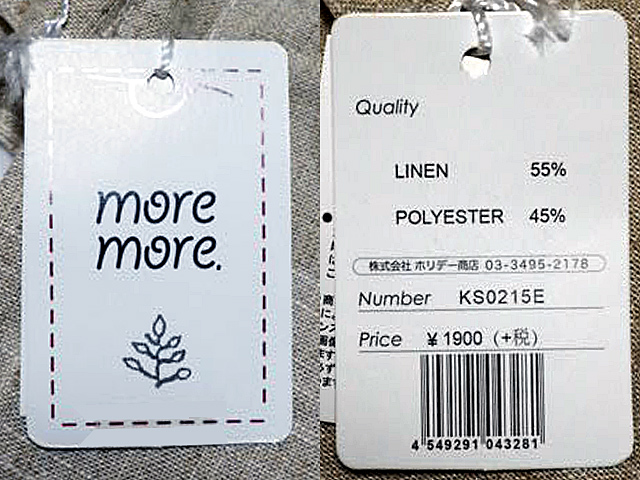 more
more.
Quality
LINEN 55%
POLYESTER 45%
株式会社 ホリデー商店 03-3495-2178
Number KS0215E
Price ¥1900 (+税)
4 549291 043281